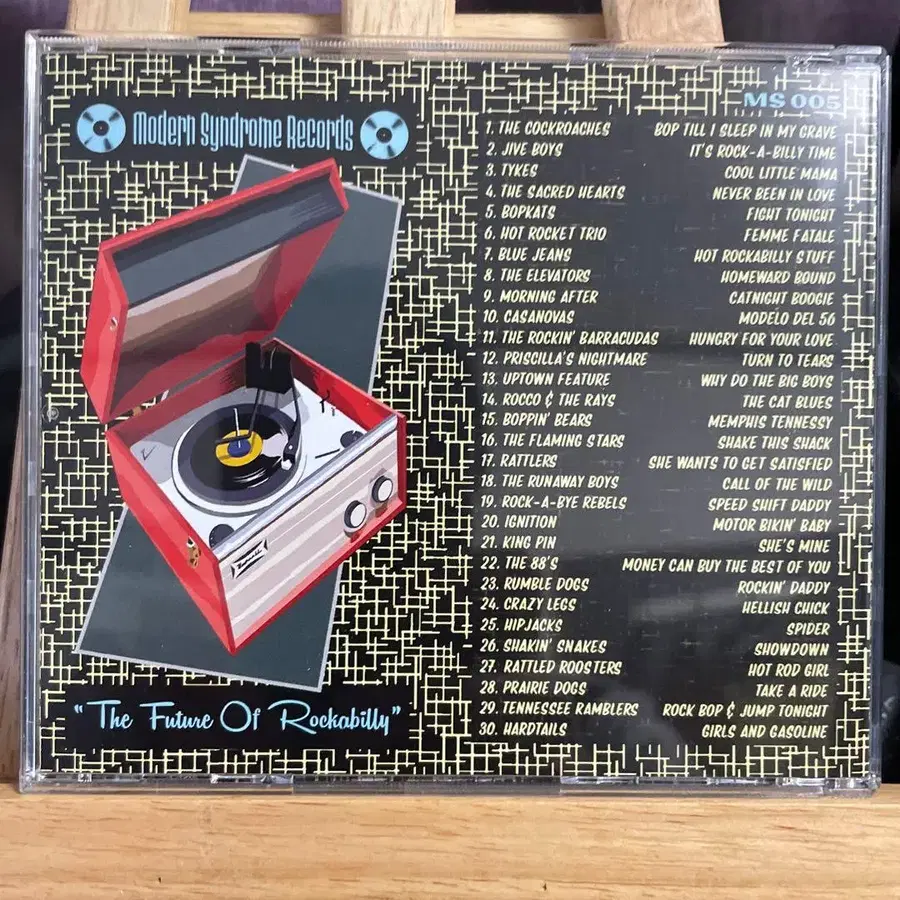 Modern Syndrome Records
MS 005
1. THE COCKROACHES BOP TILL I SLEEP IN MY GRAVE
2. JIVE BOYS IT'S ROCK-A-BILLY TIME
3. TYKES COOL LITTLE MAMA
4. THE SACRED HEARTS NEVER BEEN IN LOVE
5. BOPKATS FIGHT TONIGHT
6. HOT ROCKET TRIO FEMME FATALE
7. BLUE JEANS HOT ROCKABILLY STUFF
8. THE ELEVATORS HOMEWARD BOUND
9. MORNING AFTER CATNIGHT BOOGIE
10. CASANOVAS MODELO DEL 56
11. THE ROCKIN' BARRACUDAS HUNGRY FOR YOUR LOVE
12. PRISCILLA'S NIGHTMARE TURN TO TEARS
13. UPTOWN FEATURE WHY DO THE BIG BOYS
14. ROCCO & THE RAYS THE CAT BLUES
15. BOPPIN' BEARS MEMPHIS TENNESSY
16. THE FLAMING STARS SHAKE THIS SHACK
17. RATTLERS SHE WANTS TO GET SATISFIED
18. THE RUNAWAY BOYS CALL OF THE WILD
19. ROCK-A-BYE REBELS SPEED SHIFT DADDY
20. IGNITION MOTOR BIKIN' BABY
21. KING PIN SHE'S MINE
22. THE 88'S MONEY CAN BUY THE BEST OF YOU
23. RUMBLE DOGS ROCKIN' DADDY
24. CRAZY LEGS HELLISH CHICK
25. HIPJACKS SPIDER
26. SHAKIN' SNAKES SHOWDOWN
27. RATTLED ROOSTERS HOT ROD GIRL
28. PRAIRIE DOGS TAKE A RIDE
29. TENNESSEE RAMBLERS ROCK BOP & JUMP TONIGHT
30. HARDTAILS GIRLS AND GASOLINE
"The Future Of Rockabilly"